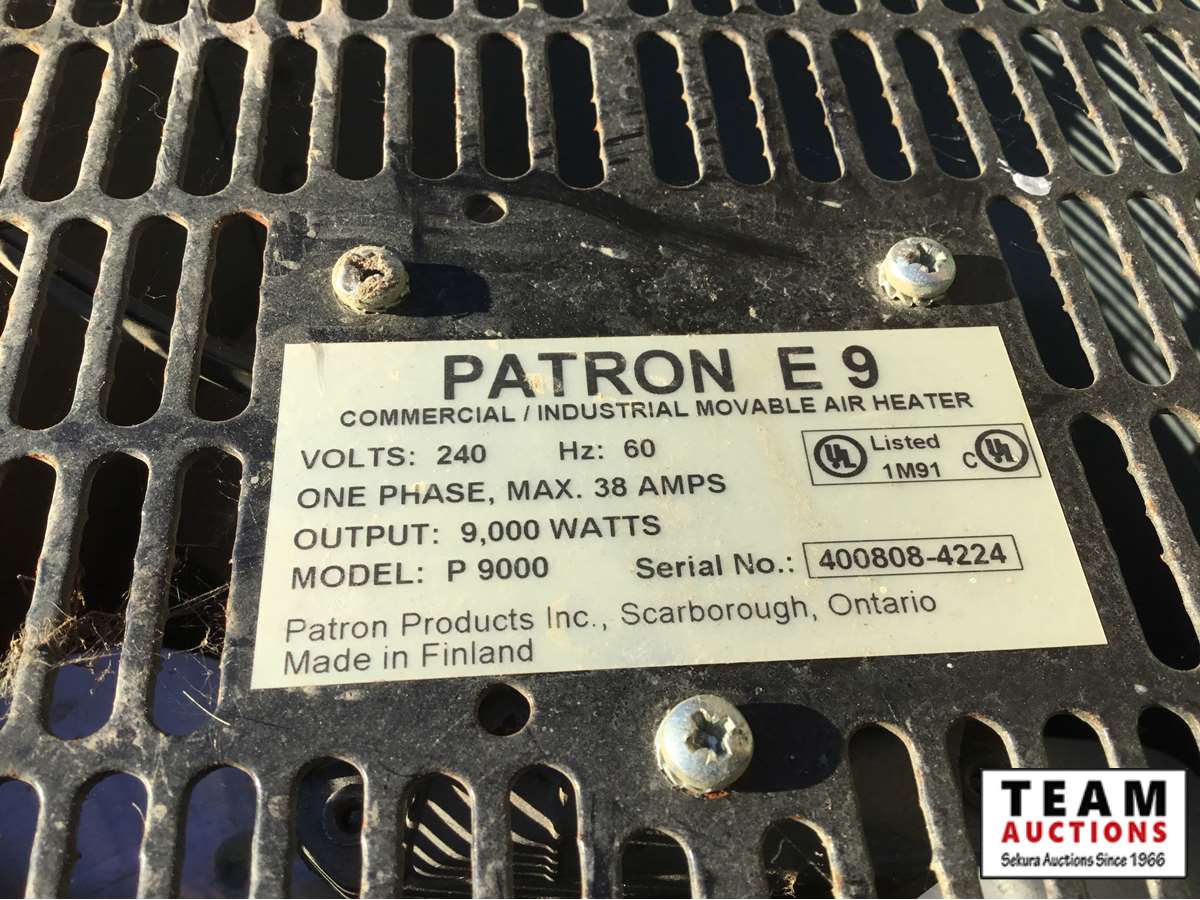 PATRON E 9
COMMERCIAL / INDUSTRIAL MOVABLE AIR HEATER
VOLTS: 240 Hz: 60
UL Listed 1M91 C UL
ONE PHASE, MAX. 38 AMPS
OUTPUT: 9,000 WATTS
MODEL: P 9000 Serial No.: 400808-4224
Patron Products Inc., Scarborough, Ontario
Made in Finland
TEAM
AUCTIONS
Sekura Auctions Since 1966